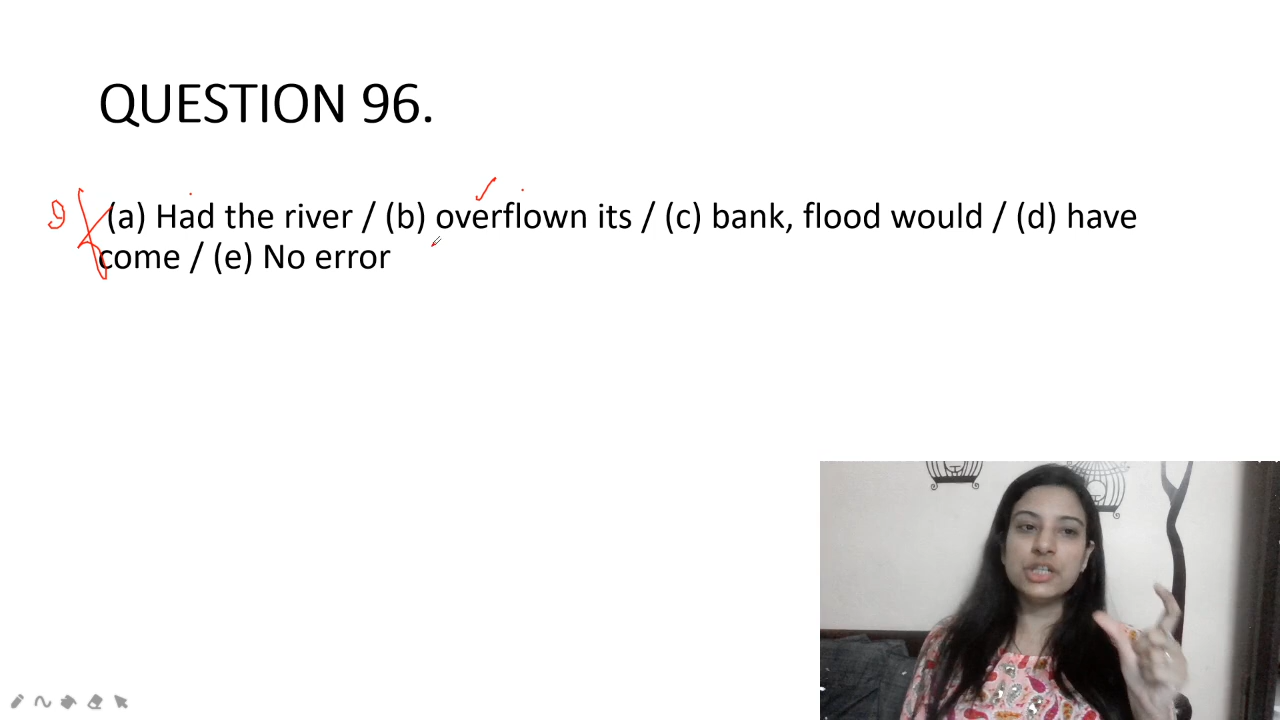 QUESTION 96.
(a) Had the river / (b) overflown its / (c) bank, flood would / (d) have
come / (e) No error